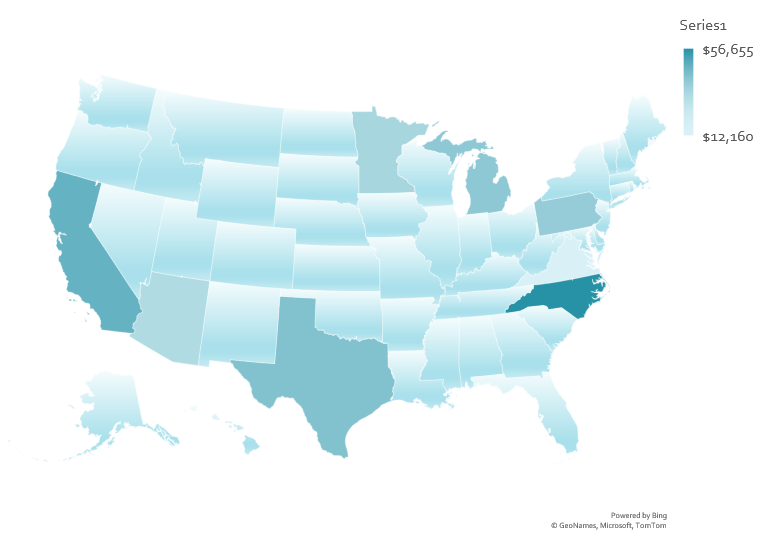 Series1
$56,655
$12,160
Powered by Bing
© GeoNames, Microsoft, TomTom